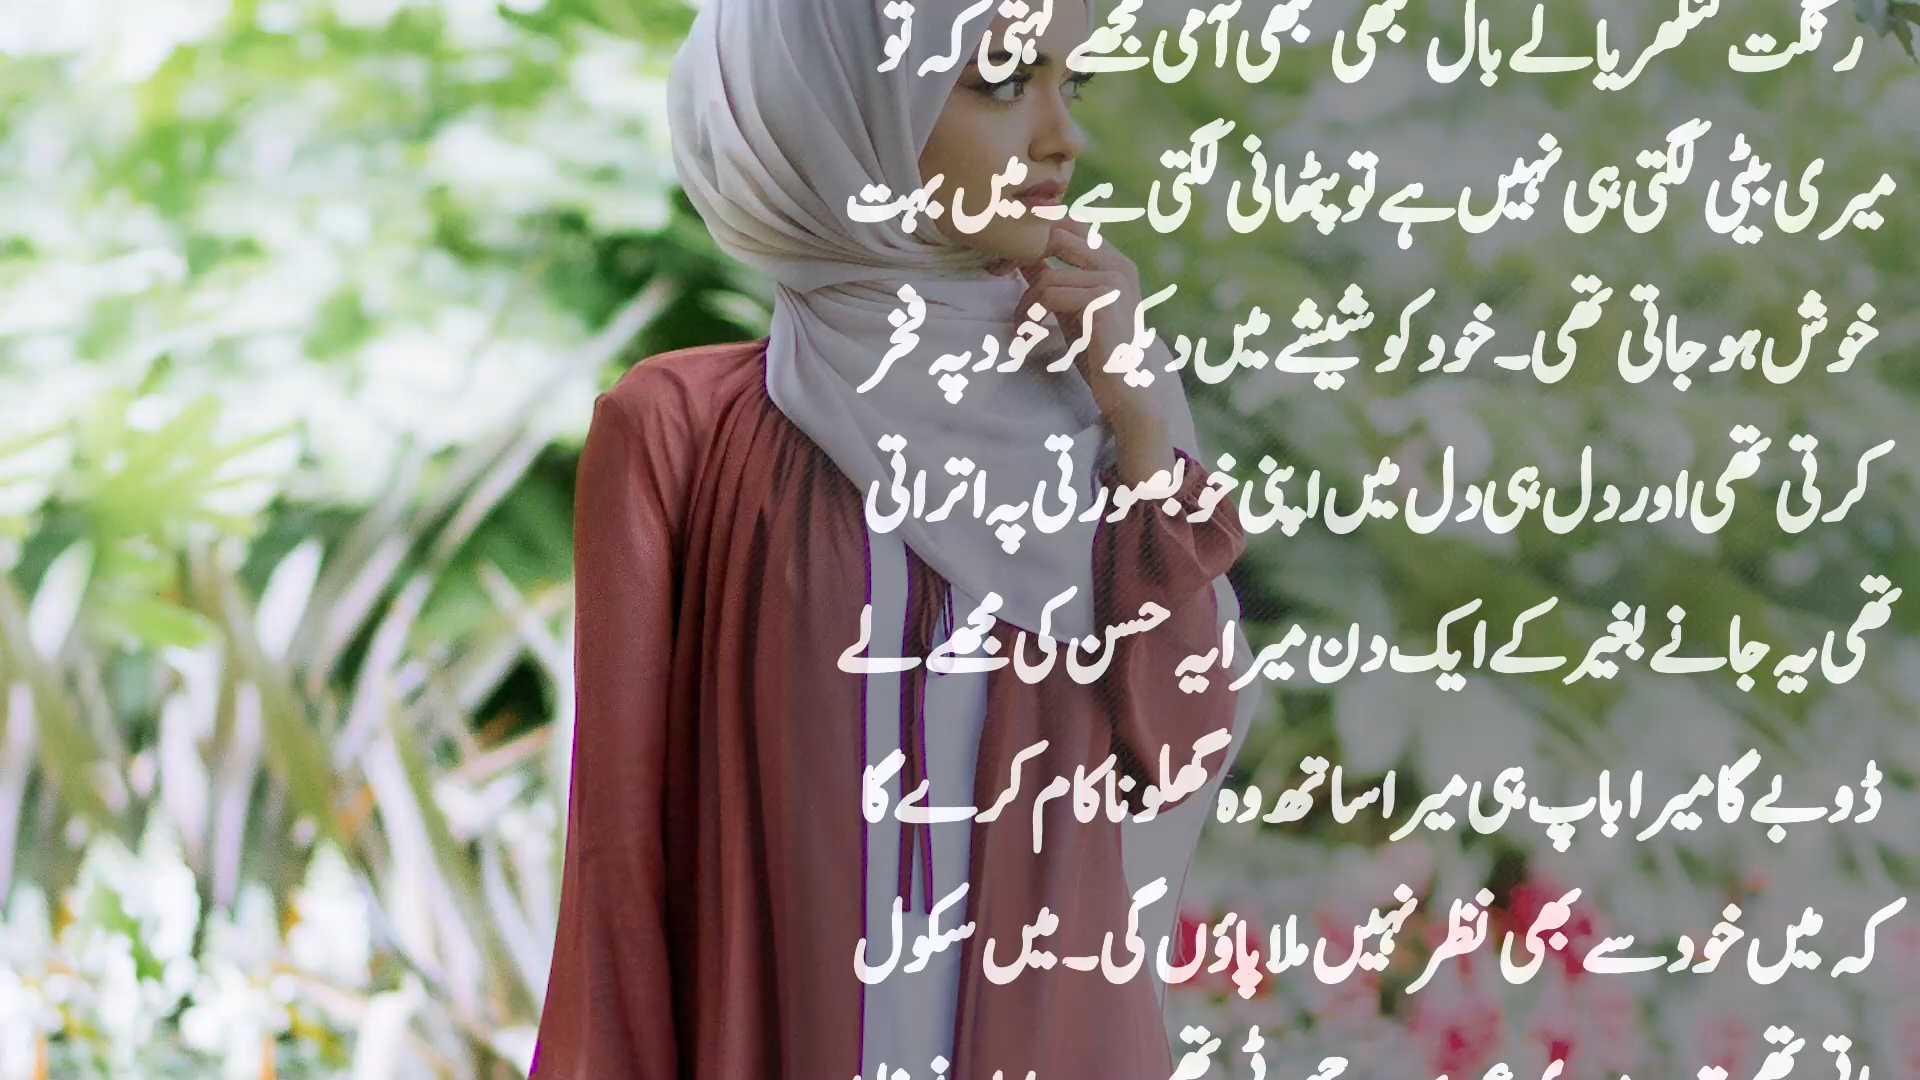 رنگت گنگھریالے بال کبھی کبھی آمی مجھے کہتی کہ تو
میری بیٹی لگتی ہی نہیں ہے تو پٹھانی لگتی ہے۔ میں بہت
خوش ہو جاتی تھی۔ خود کو شیشے میں دیکھ کر خود پہ فخر
کرتی تھی اور دل ہی دل میں اپنی خوبصورتی پہ اتراتی
تھی یہ جانے بغیر کے ایک دن میرا یہ حسن کی مجھے لے
ڈوبے گا میرا باپ ہی میرا ساتھ وہ گھلونا کام کرے گا
کہ میں خود سے بھی نظر نہیں ملا پاؤں گی۔ میں سکول